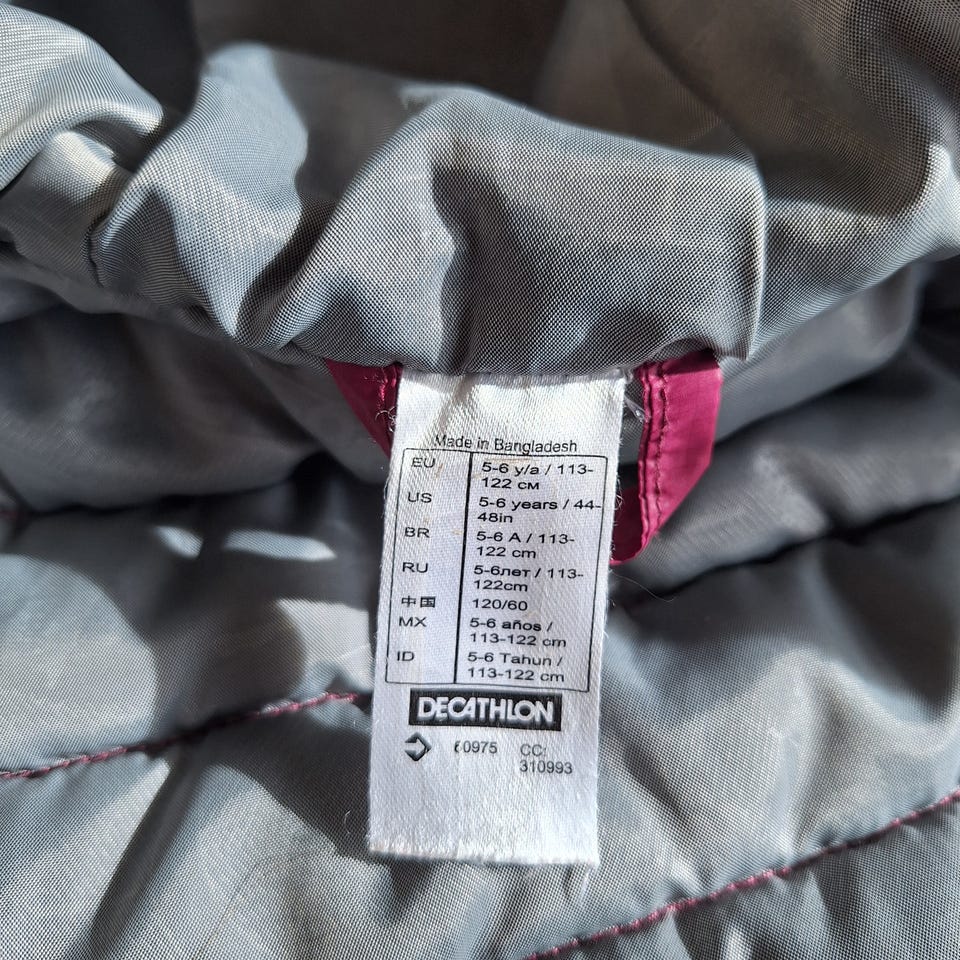 Made in Bangladesh
EU 5-6 y/a / 113-
122 см
US 5-6 years / 44-
48in
BR 5-6 A / 113-
122 cm
RU 5-6лет / 113-
122cm
中国 120/60
MX 5-6 años /
113-122 cm
ID 5-6 Tahun /
113-122 cm
DECATHLON
60975 CC:
310993